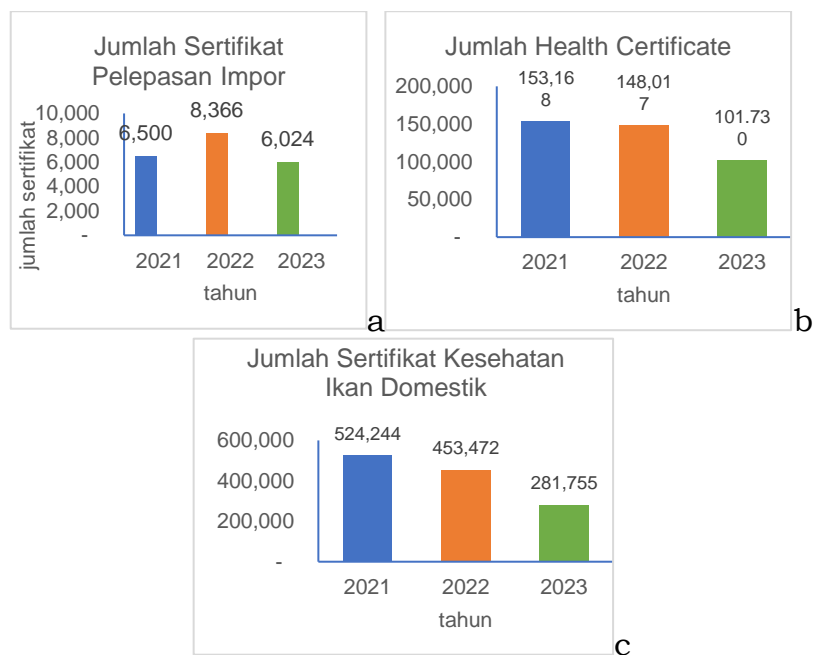 Jumlah Sertifikat
Pelepasan Impor
jumlah sertifikat
10,000
8,000
6,000
4,000
2,000
-
6,500
8,366
6,024
2021 2022 2023
tahun
a
Jumlah Health Certificate
200,000
150,000
100,000
50,000
-
153,16
8
148,01
7
101.73
0
2021 2022 2023
tahun
b
Jumlah Sertifikat Kesehatan
Ikan Domestik
600,000
400,000
200,000
-
524,244
453,472
281,755
2021 2022 2023
tahun
c